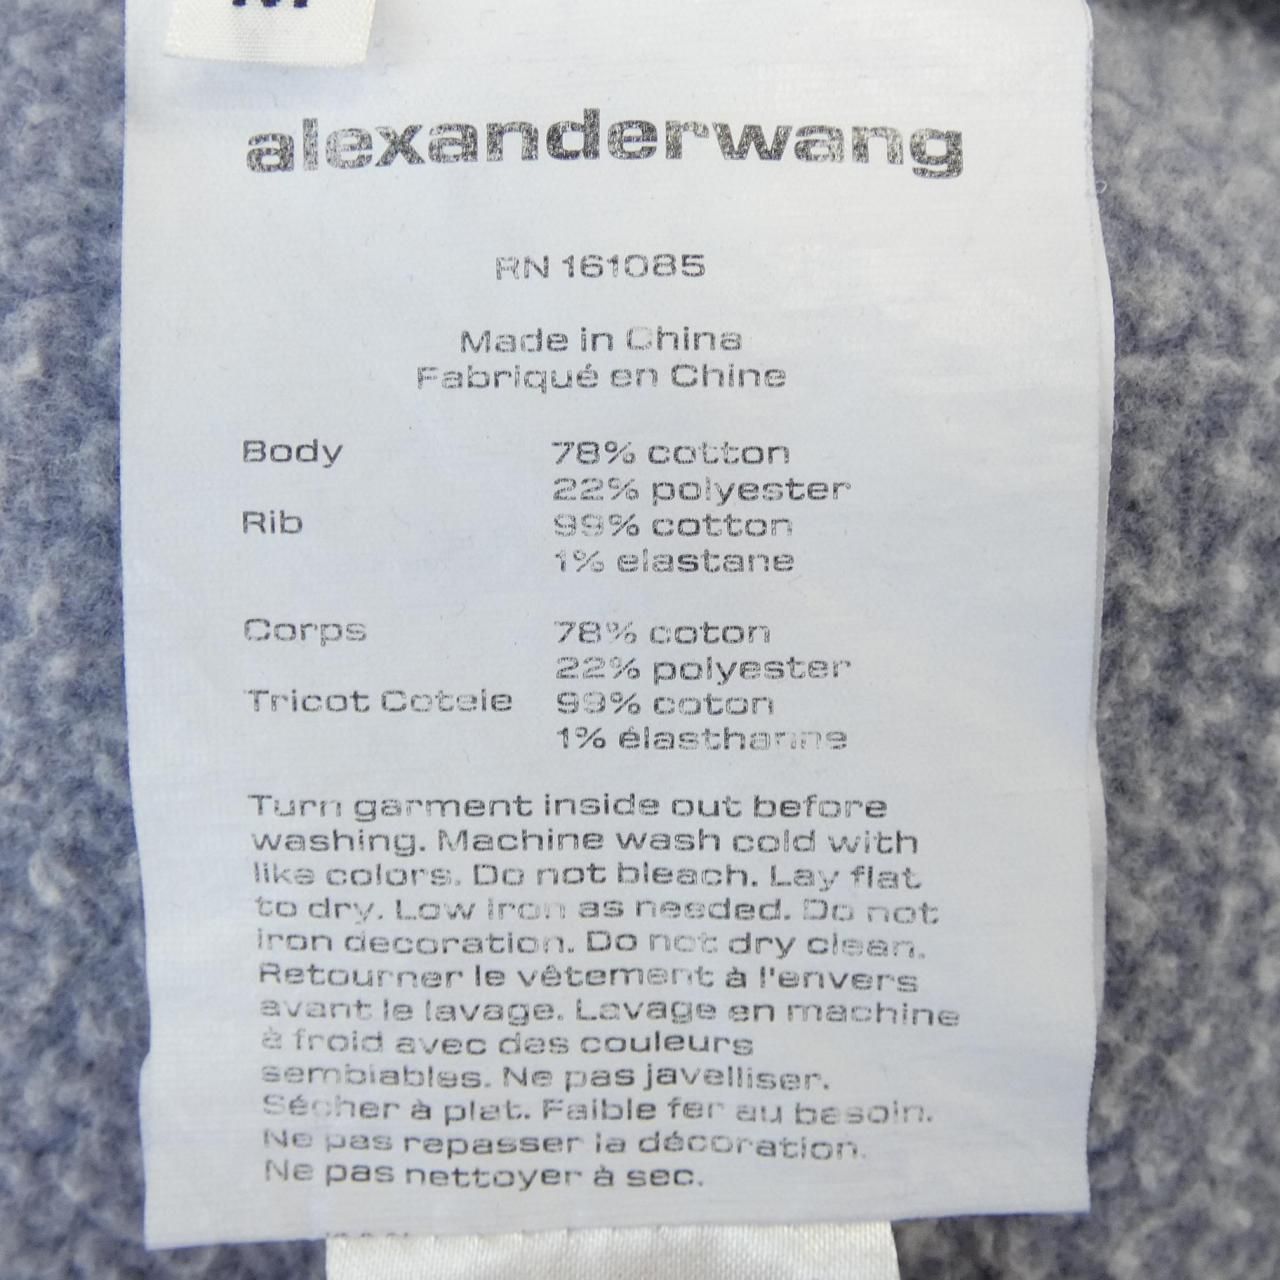 alexanderwang
RN 161085
Made in China
Fabriqué en Chine
Body 78% cotton
22% polyester
Rib 99% cotton
1% elastane
Corps 78% coton
22% polyester
Tricot Cotele 99% coton
1% élasthanne
Turn garment inside out before
washing. Machine wash cold with
like colors. Do not bleach. Lay flat
to dry. Low iron as needed. Do not
iron decoration. Do not dry clean.
Retourner le vêtement à l'envers
avant le lavage. Lavage en machine
à froid avec des couleurs
semblables. Ne pas javelliser.
Sécher à plat. Faible fer au besoin.
Ne pas repasser la décoration.
Ne pas nettoyer à sec.